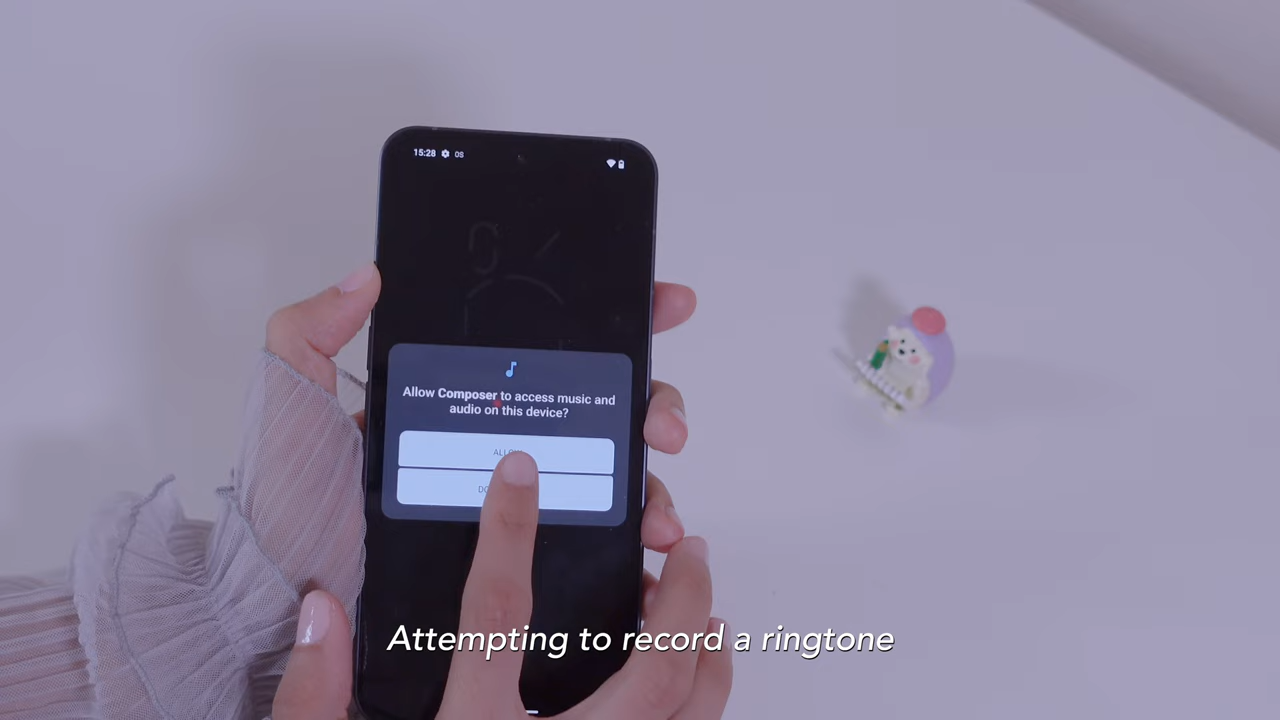 15:28
Allow Composer to access music and
audio on this device?
Attempting to record a ringtone